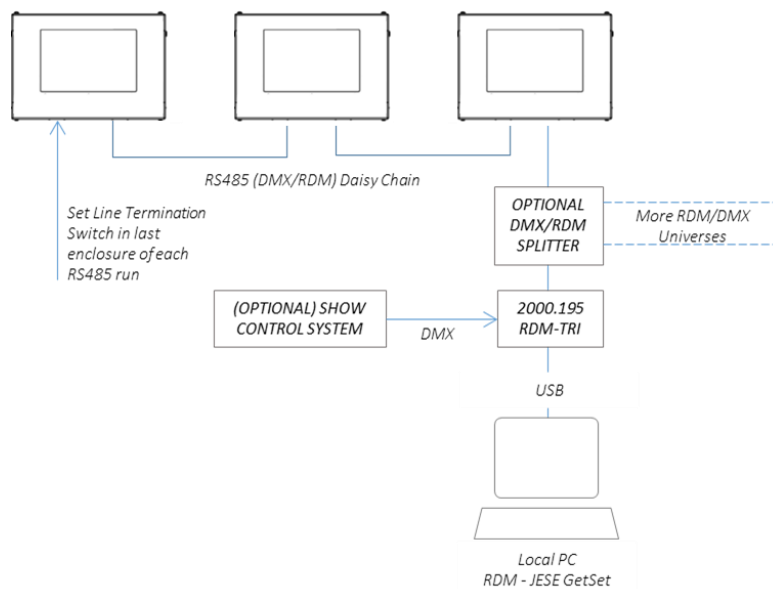 RS485 (DMX/RDM) Daisy Chain
Set Line Termination
Switch in last
enclosure of each
RS485 run
OPTIONAL
DMX/RDM
SPLITTER
More RDM/DMX
Universes
(OPTIONAL) SHOW
CONTROL SYSTEM
DMX
2000.195
RDM-TRI
USB
Local PC
RDM - JESE GetSet